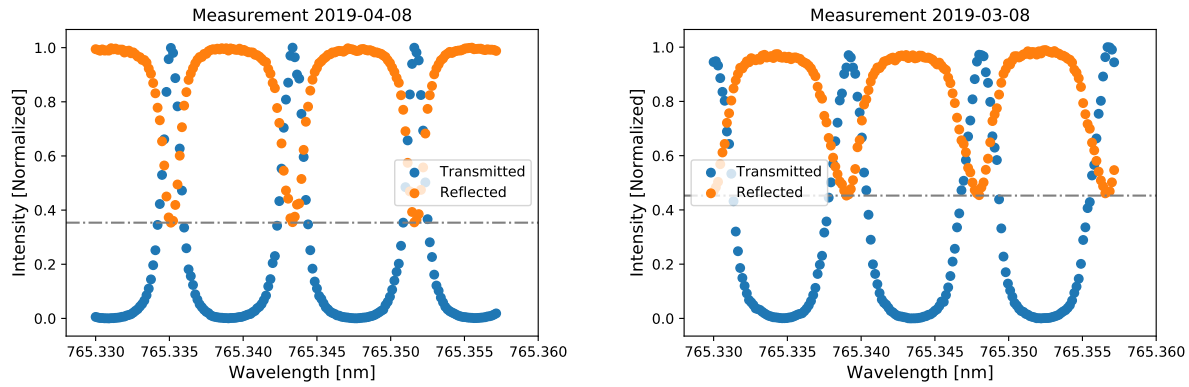 Measurement 2019-04-08
Intensity [Normalized]
1.0
0.8
0.6
0.4
0.2
0.0
Transmitted
Reflected
765.330 765.335 765.340 765.345 765.350 765.355 765.360
Wavelength [nm]
Measurement 2019-03-08
Intensity [Normalized]
1.0
0.8
0.6
0.4
0.2
0.0
Transmitted
Reflected
765.330 765.335 765.340 765.345 765.350 765.355 765.360
Wavelength [nm]